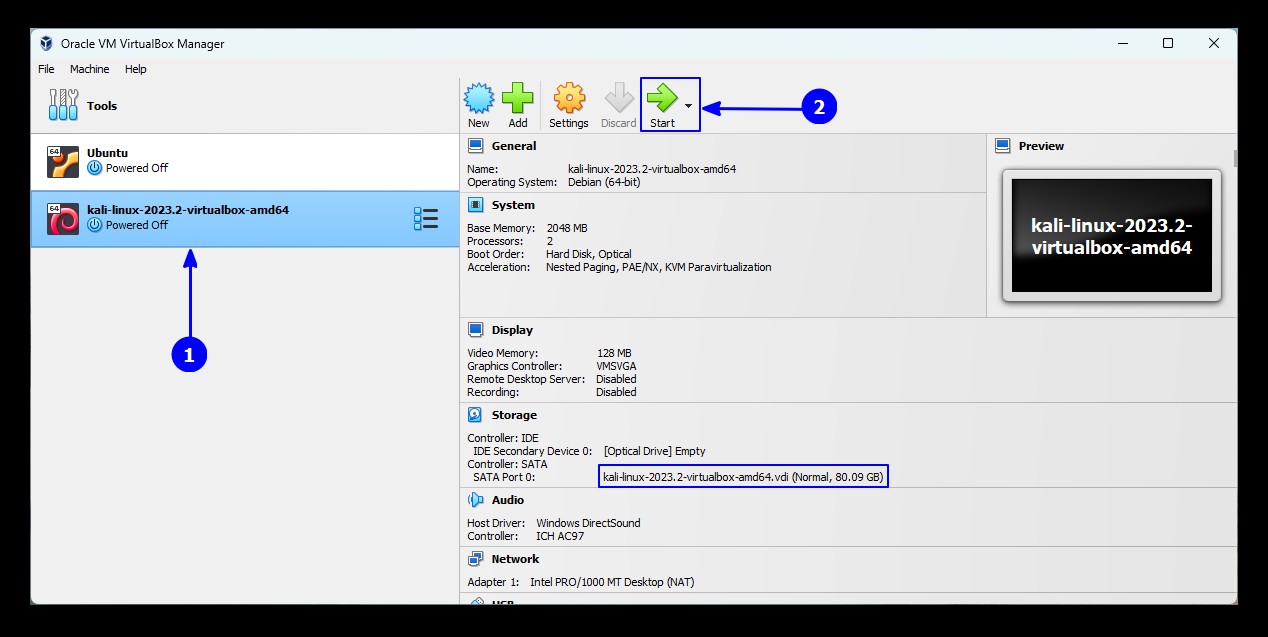 Oracle VM VirtualBox Manager
File Machine Help
Tools
New Add Settings Discard Start
2
64
Ubuntu
Powered Off
64
kali-linux-2023.2-virtualbox-amd64
Powered Off
1
General
Name: kali-linux-2023.2-virtualbox-amd64
Operating System: Debian (64-bit)
System
Base Memory: 2048 MB
Processors: 2
Boot Order: Hard Disk, Optical
Acceleration: Nested Paging, PAE/NX, KVM Paravirtualization
Preview
kali-linux-2023.2-
virtualbox-amd64
Display
Video Memory: 128 MB
Graphics Controller: VMSVGA
Remote Desktop Server: Disabled
Recording: Disabled
Storage
Controller: IDE
IDE Secondary Device 0: [Optical Drive] Empty
Controller: SATA
SATA Port 0: kali-linux-2023.2-virtualbox-amd64.vdi (Normal, 80.09 GB)
Audio
Host Driver: Windows DirectSound
Controller: ICH AC97
Network
Adapter 1: Intel PRO/1000 MT Desktop (NAT)
USB